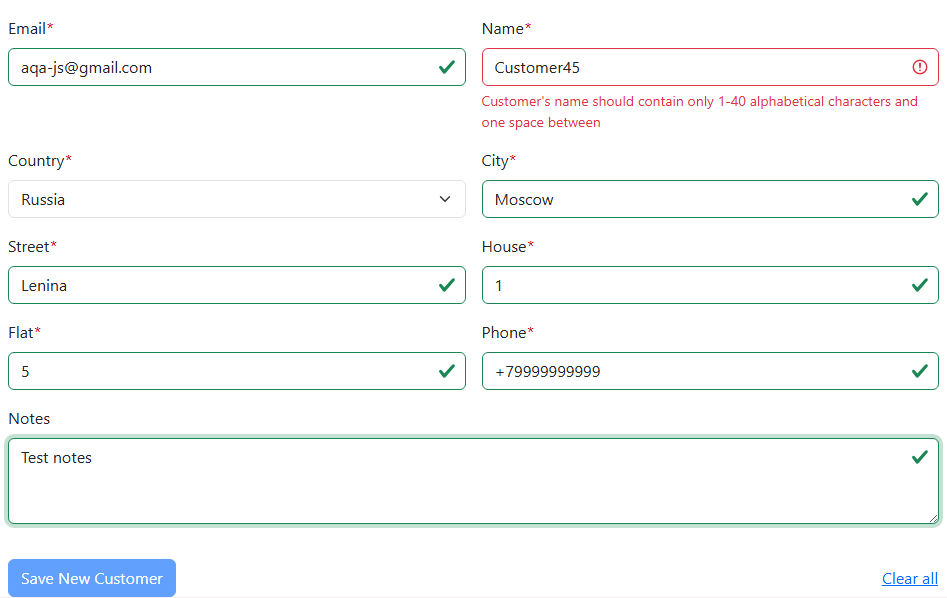 Email*
Name*
aqa-js@gmail.com
Customer45
Customer's name should contain only 1-40 alphabetical characters and
one space between
Country*
City*
Russia
Moscow
Street*
House*
Lenina
1
Flat*
Phone*
5
+79999999999
Notes
Test notes
Save New Customer
Clear all